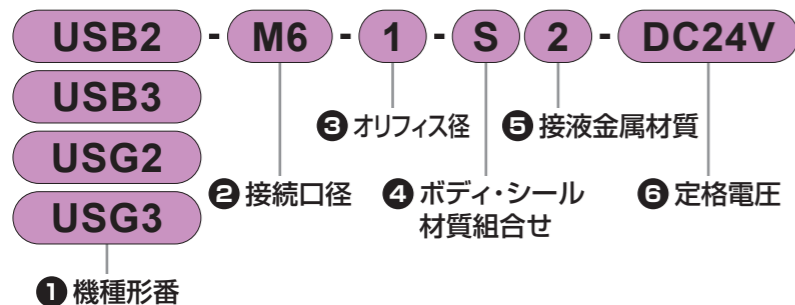 USB2 - M6 - 1 - S 2 - DC24V
USB3
USG2
USG3
❸ オリフィス径
❺ 接液金属材質
❷ 接続口径
❹ ボディ・シール
材質組合せ
❻ 定格電圧
❶ 機種形番